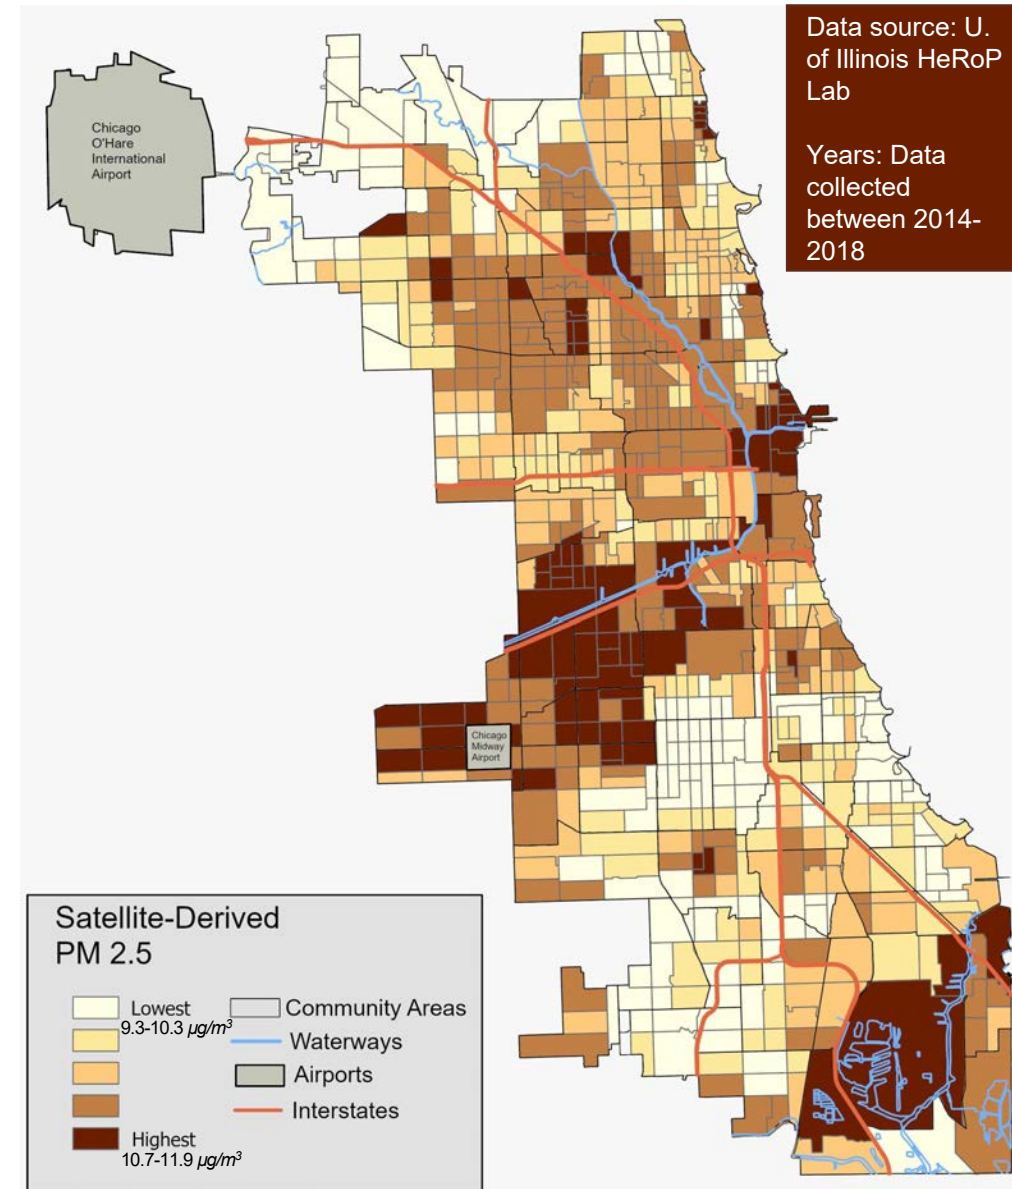 Data source: U.
of Illinois HeRoP
Lab
Years: Data
collected
between 2014-
2018
Chicago
O'Hare
International
Airport
Chicago
Midway
Airport
Satellite-Derived
PM 2.5
Lowest
9.3-10.3 µg/m³
Highest
10.7-11.9 µg/m³
Community Areas
Waterways
Airports
Interstates